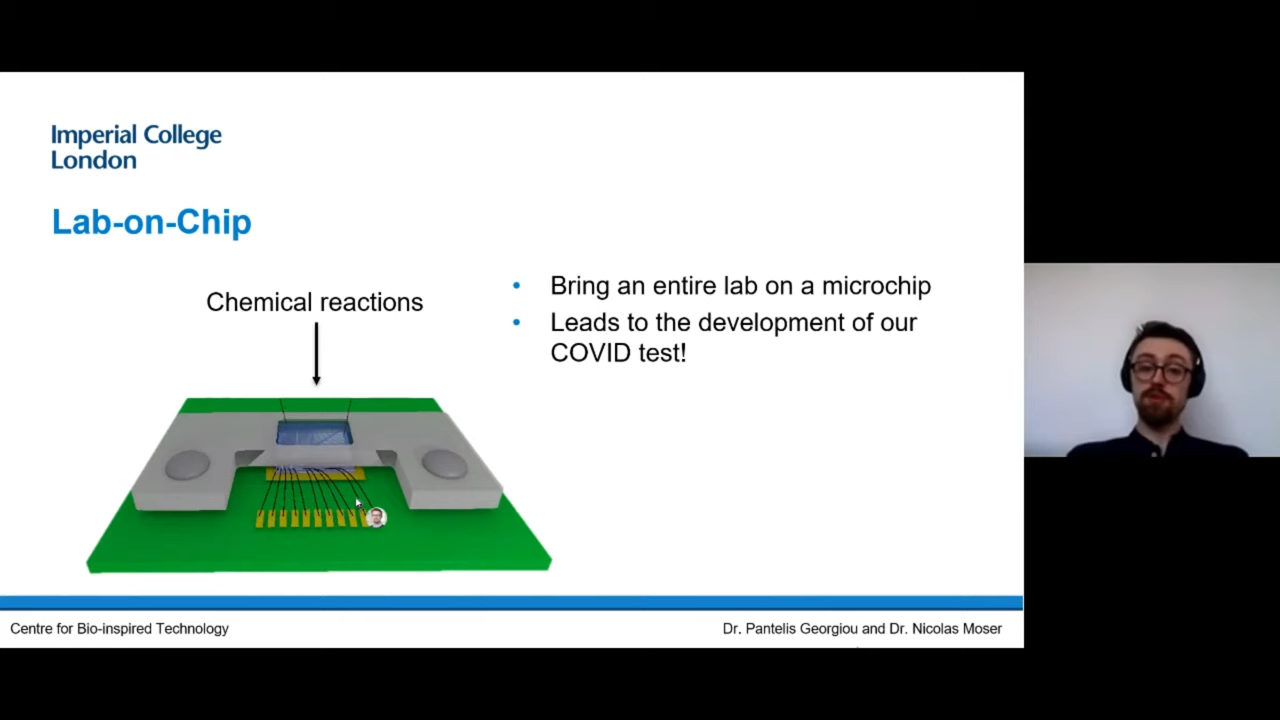 Imperial College
London
Lab-on-Chip
Chemical reactions
• Bring an entire lab on a microchip
• Leads to the development of our
COVID test!
Centre for Bio-inspired Technology
Dr. Pantelis Georgiou and Dr. Nicolas Moser